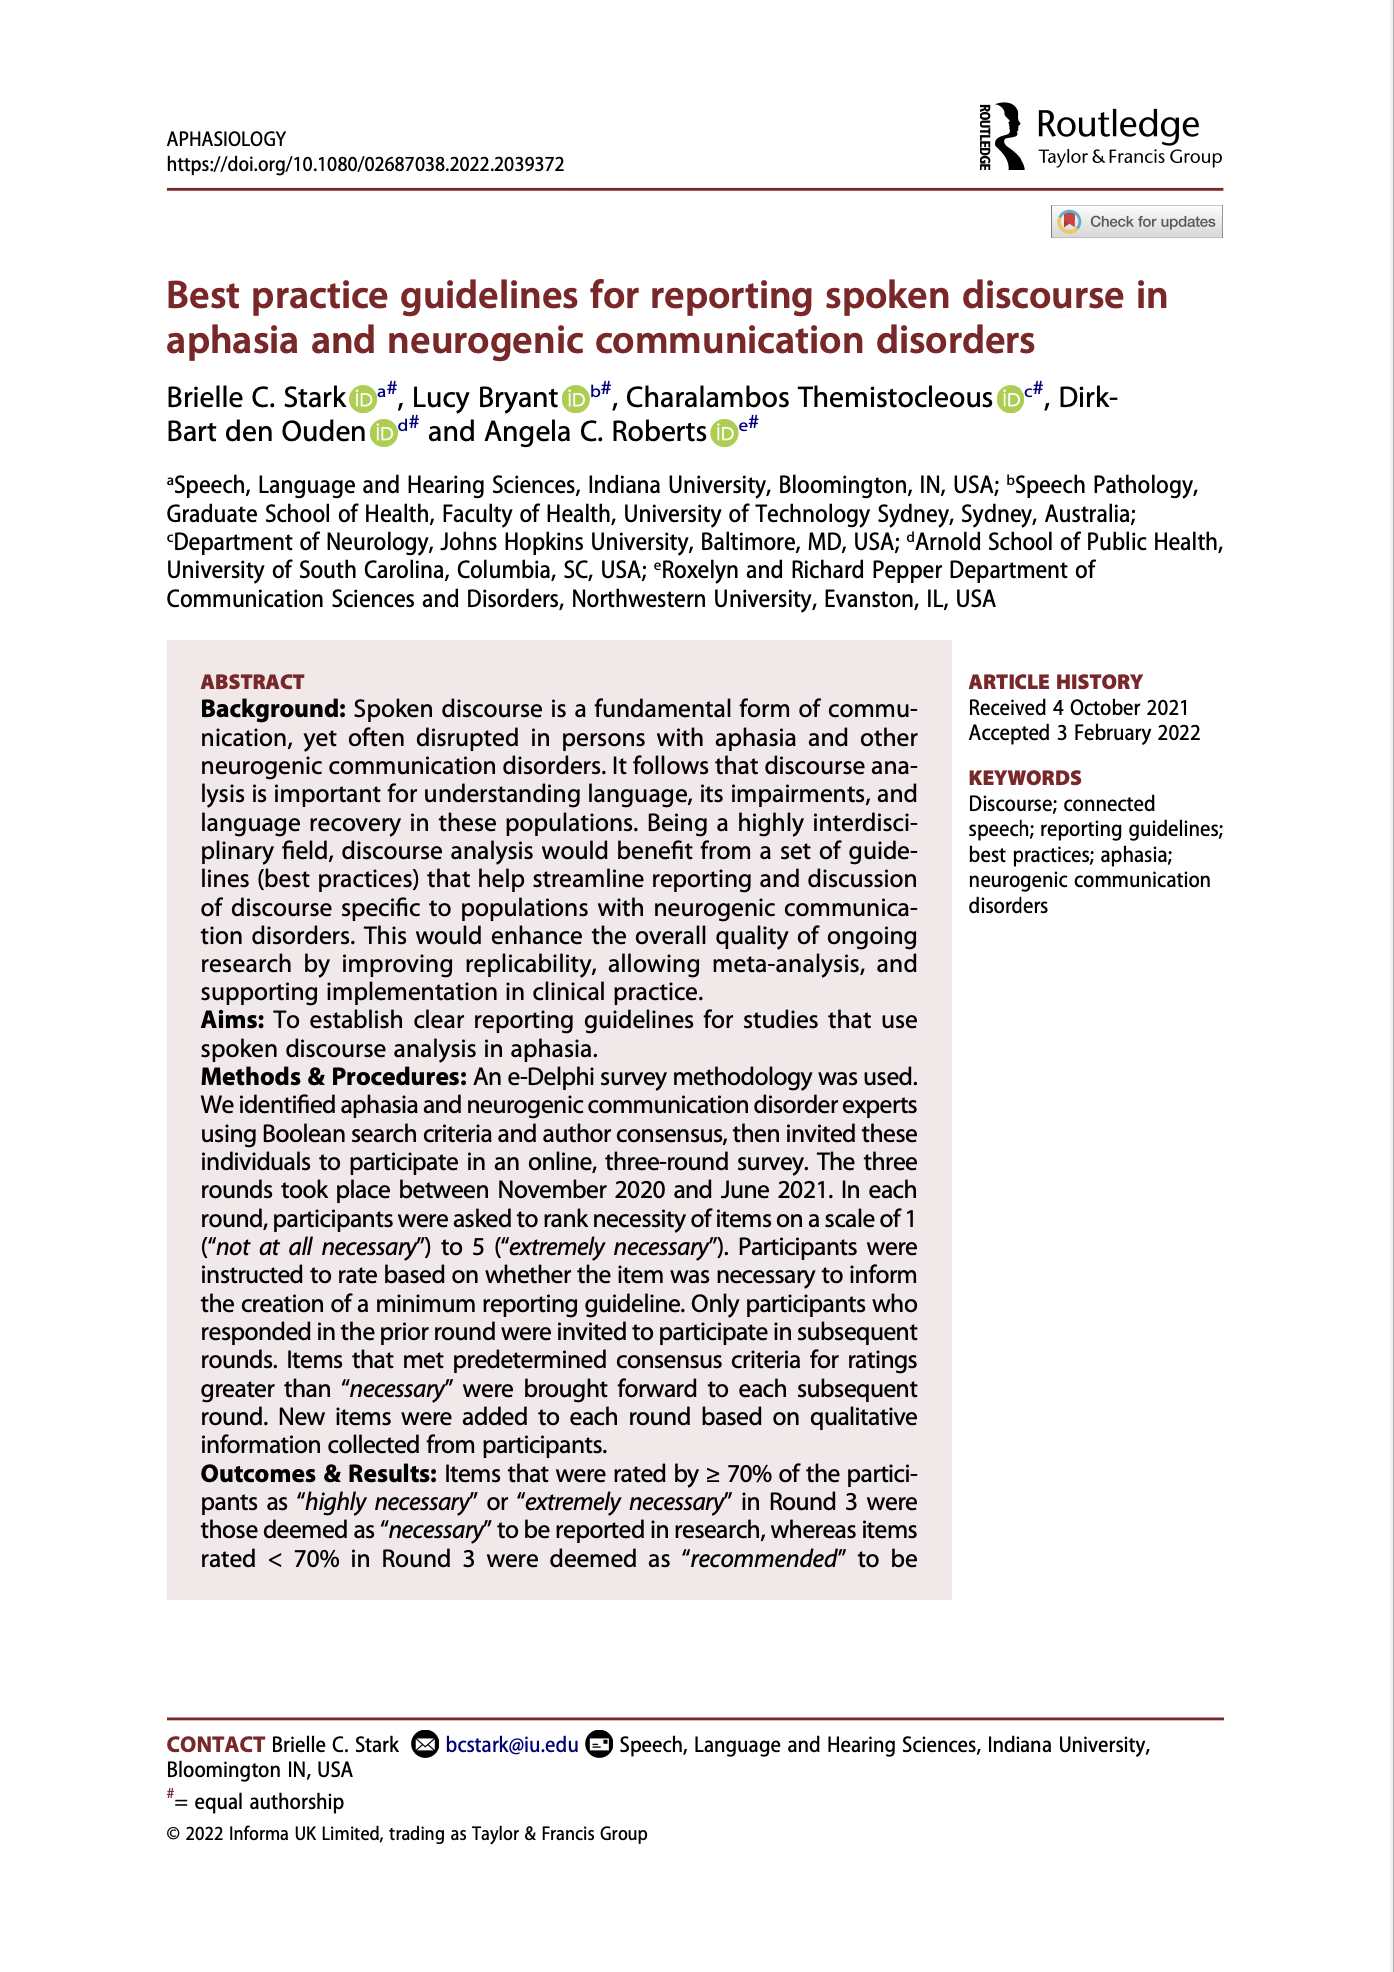 APHASIOLOGY
https://doi.org/10.1080/02687038.2022.2039372
ROUTLEDGE
Routledge
Taylor & Francis Group
Check for updates
Best practice guidelines for reporting spoken discourse in
aphasia and neurogenic communication disorders
Brielle C. Stark iD a#, Lucy Bryant iD b#, Charalambos Themistocleous iD c#, Dirk-
Bart den Ouden iD d# and Angela C. Roberts iD e#
aSpeech, Language and Hearing Sciences, Indiana University, Bloomington, IN, USA; bSpeech Pathology,
Graduate School of Health, Faculty of Health, University of Technology Sydney, Sydney, Australia;
cDepartment of Neurology, Johns Hopkins University, Baltimore, MD, USA; dArnold School of Public Health,
University of South Carolina, Columbia, SC, USA; eRoxelyn and Richard Pepper Department of
Communication Sciences and Disorders, Northwestern University, Evanston, IL, USA
ABSTRACT
Background: Spoken discourse is a fundamental form of commu-
nication, yet often disrupted in persons with aphasia and other
neurogenic communication disorders. It follows that discourse ana-
lysis is important for understanding language, its impairments, and
language recovery in these populations. Being a highly interdisci-
plinary field, discourse analysis would benefit from a set of guide-
lines (best practices) that help streamline reporting and discussion
of discourse specific to populations with neurogenic communica-
tion disorders. This would enhance the overall quality of ongoing
research by improving replicability, allowing meta-analysis, and
supporting implementation in clinical practice.
Aims: To establish clear reporting guidelines for studies that use
spoken discourse analysis in aphasia.
Methods & Procedures: An e-Delphi survey methodology was used.
We identified aphasia and neurogenic communication disorder experts
using Boolean search criteria and author consensus, then invited these
individuals to participate in an online, three-round survey. The three
rounds took place between November 2020 and June 2021. In each
round, participants were asked to rank necessity of items on a scale of 1
(“not at all necessary”) to 5 (“extremely necessary”). Participants were
instructed to rate based on whether the item was necessary to inform
the creation of a minimum reporting guideline. Only participants who
responded in the prior round were invited to participate in subsequent
rounds. Items that met predetermined consensus criteria for ratings
greater than “necessary” were brought forward to each subsequent
round. New items were added to each round based on qualitative
information collected from participants.
Outcomes & Results: Items that were rated by ≥ 70% of the partici-
pants as “highly necessary” or “extremely necessary” in Round 3 were
those deemed as “necessary” to be reported in research, whereas items
rated < 70% in Round 3 were deemed as “recommended” to be
ARTICLE HISTORY
Received 4 October 2021
Accepted 3 February 2022
KEYWORDS
Discourse; connected
speech; reporting guidelines;
best practices; aphasia;
neurogenic communication
disorders
CONTACT Brielle C. Stark bcstark@iu.edu Speech, Language and Hearing Sciences, Indiana University,
Bloomington IN, USA
#= equal authorship
© 2022 Informa UK Limited, trading as Taylor & Francis Group